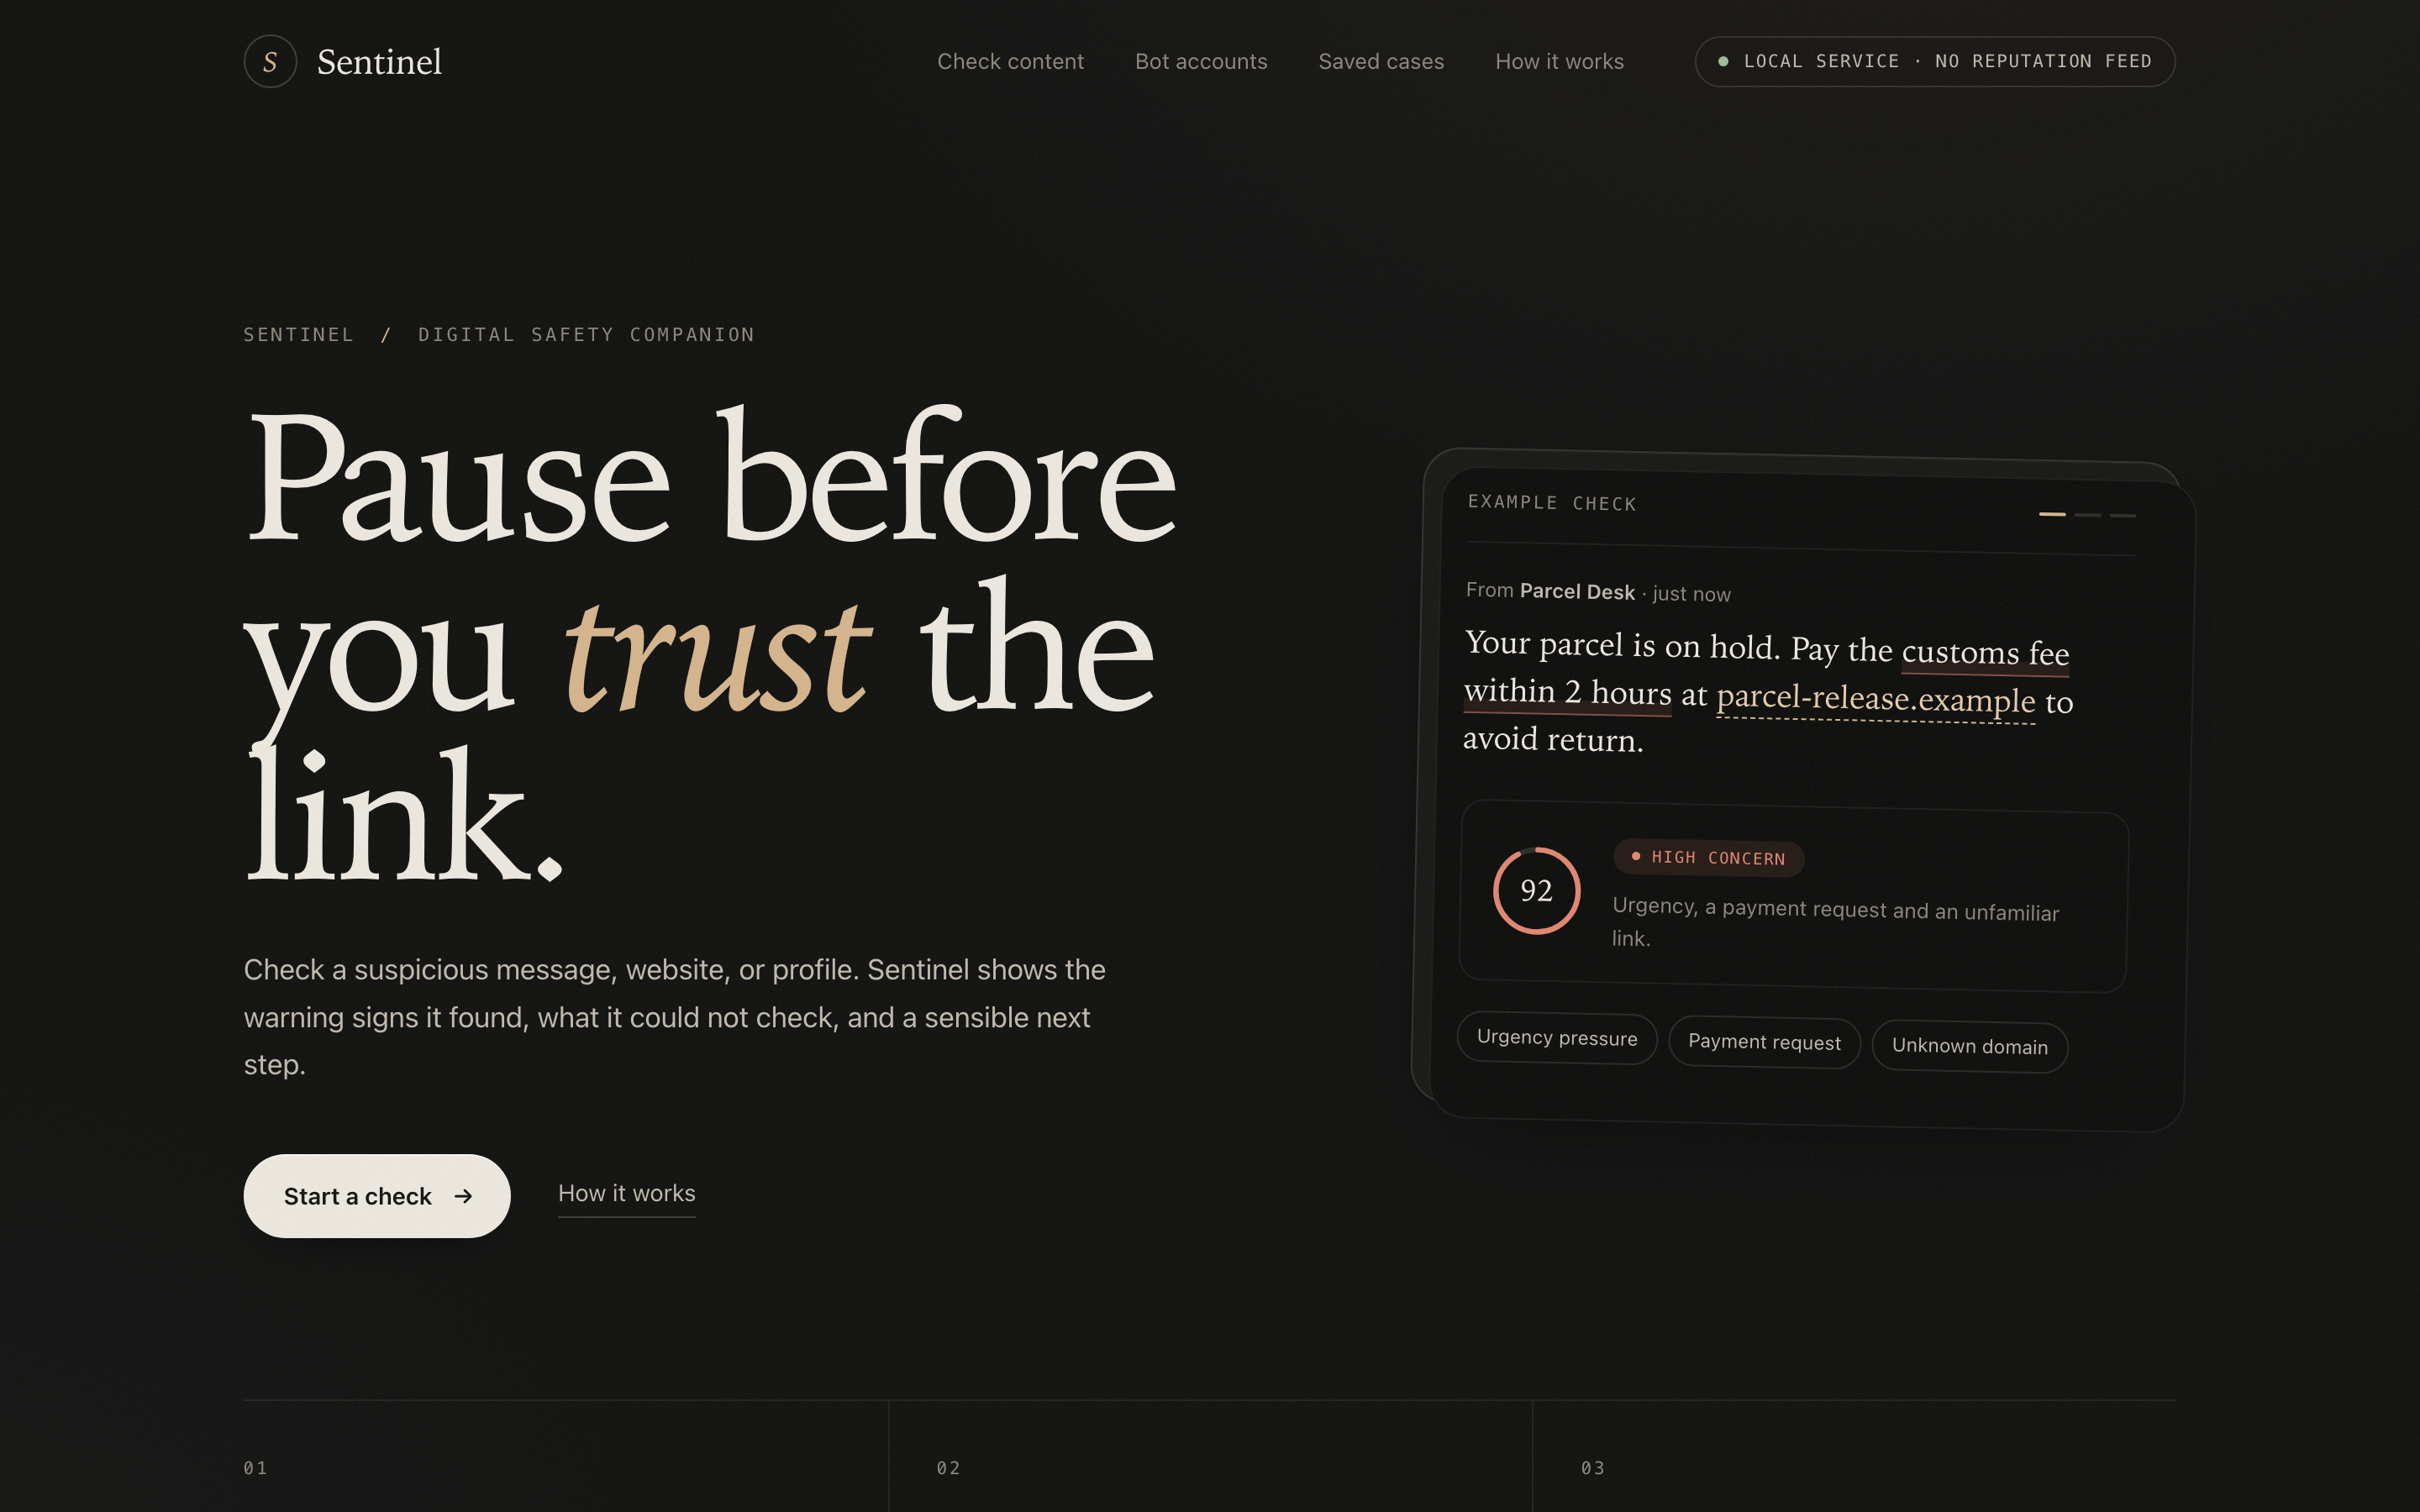 S Sentinel
Check content
Bot accounts
Saved cases
How it works
LOCAL SERVICE · NO REPUTATION FEED
SENTINEL / DIGITAL SAFETY COMPANION
Pause before
you trust the
link.
Check a suspicious message, website, or profile. Sentinel shows the
warning signs it found, what it could not check, and a sensible next
step.
Start a check →
How it works
EXAMPLE CHECK
From Parcel Desk · just now
Your parcel is on hold. Pay the customs fee
within 2 hours at parcel-release.example to
avoid return.
92
HIGH CONCERN
Urgency, a payment request and an unfamiliar
link.
Urgency pressure
Payment request
Unknown domain
01
02
03